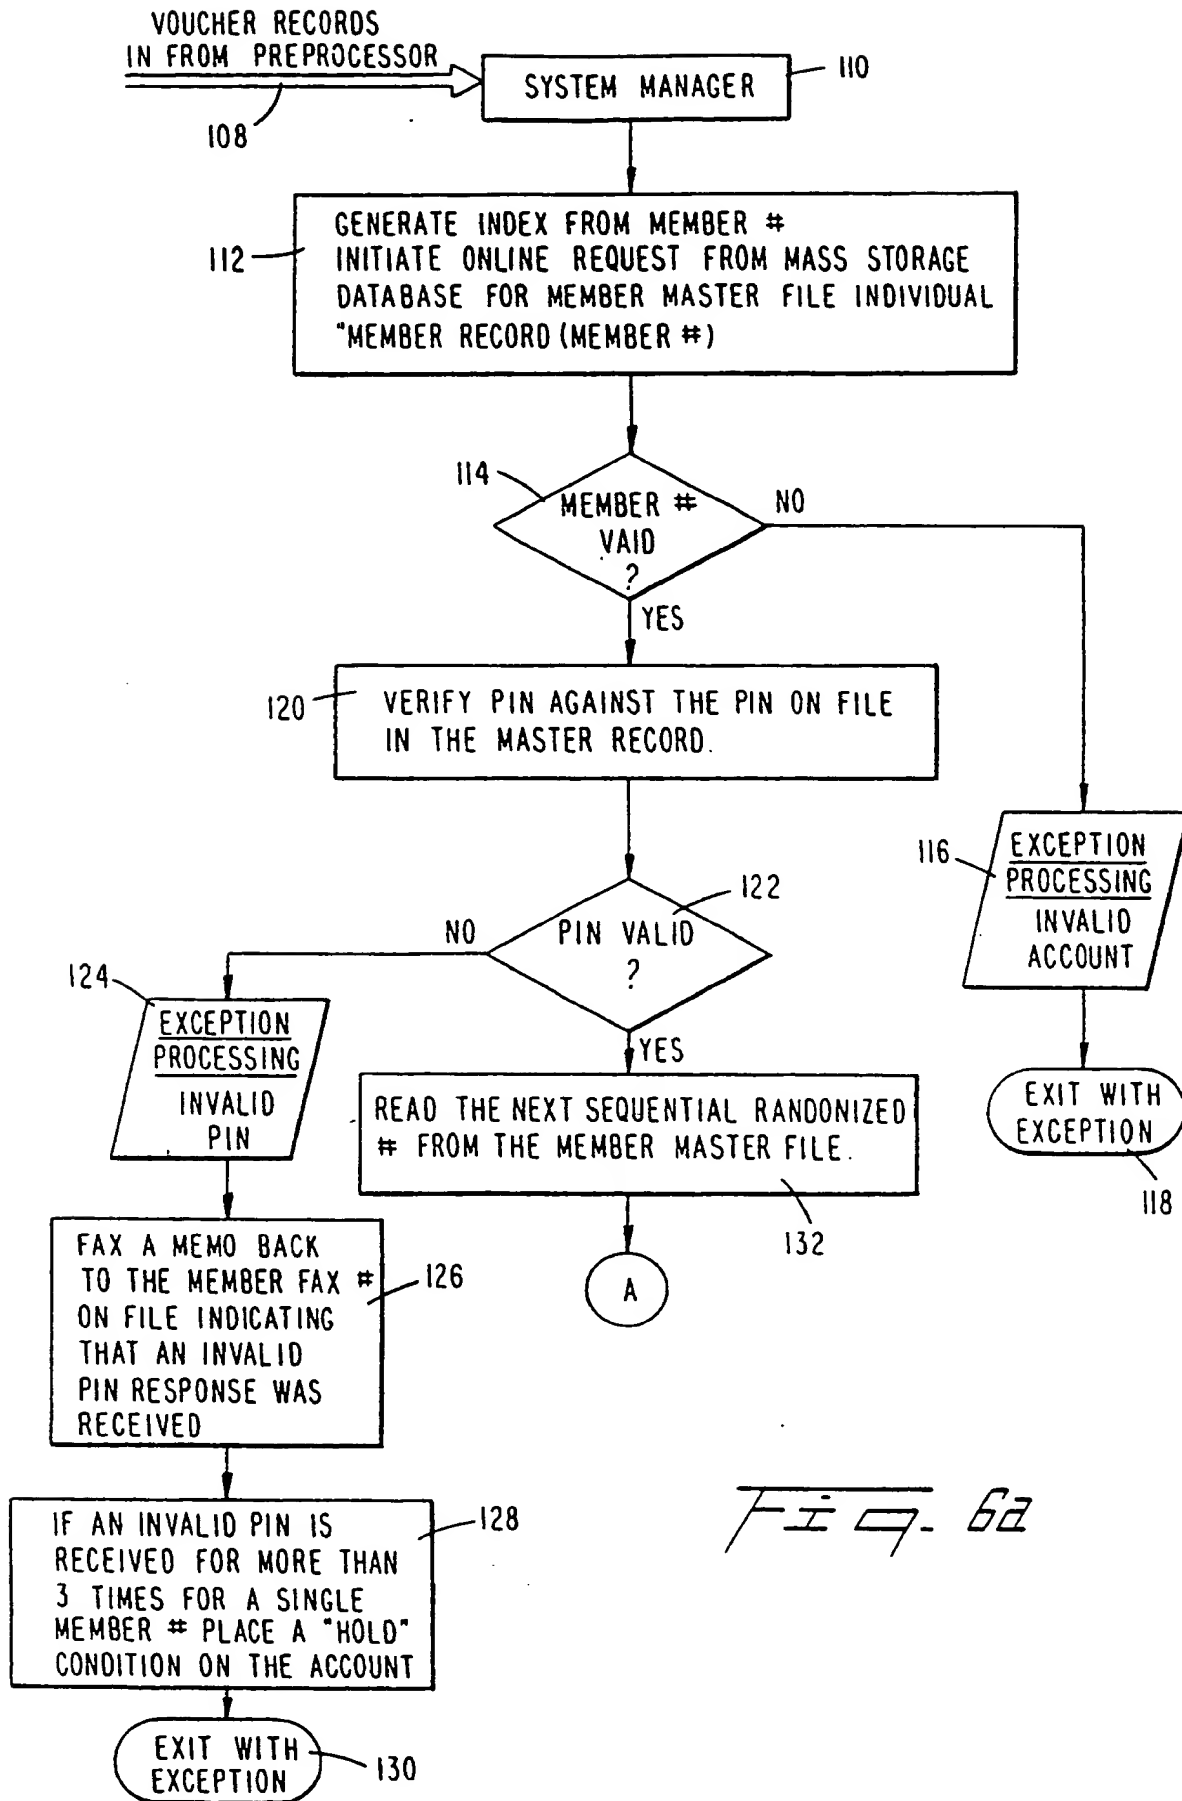 VOUCHER RECORDS
IN FROM PREPROCESSOR
108
SYSTEM MANAGER
110
GENERATE INDEX FROM MEMBER #
INITIATE ONLINE REQUEST FROM MASS STORAGE
DATABASE FOR MEMBER MASTER FILE INDIVIDUAL
"MEMBER RECORD (MEMBER #)
112
114
MEMBER #
VAID
?
NO
YES
120
VERIFY PIN AGAINST THE PIN ON FILE
IN THE MASTER RECORD.
116
EXCEPTION
PROCESSING
INVALID
ACCOUNT
122
PIN VALID
?
NO
YES
124
EXCEPTION
PROCESSING
INVALID
PIN
READ THE NEXT SEQUENTIAL RANDONIZED
# FROM THE MEMBER MASTER FILE.
132
EXIT WITH
EXCEPTION
118
A
FAX A MEMO BACK
TO THE MEMBER FAX #
ON FILE INDICATING
THAT AN INVALID
PIN RESPONSE WAS
RECEIVED
126
IF AN INVALID PIN IS
RECEIVED FOR MORE THAN
3 TIMES FOR A SINGLE
MEMBER # PLACE A "HOLD"
CONDITION ON THE ACCOUNT
128
EXIT WITH
EXCEPTION
130
Fig. 6a